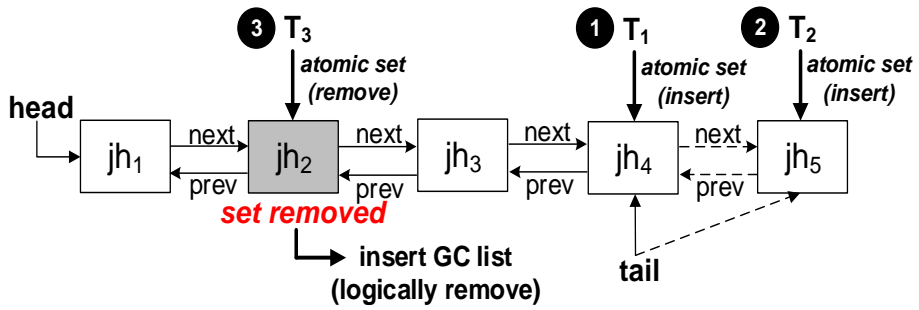 3 T₃
1 T₁
2 T₂
atomic set
(remove)
atomic set
(insert)
atomic set
(insert)
head
jh₁
next
prev
jh₂
next
prev
jh₃
next
prev
jh₄
next
prev
jh₅
set removed
insert GC list
(logically remove)
tail